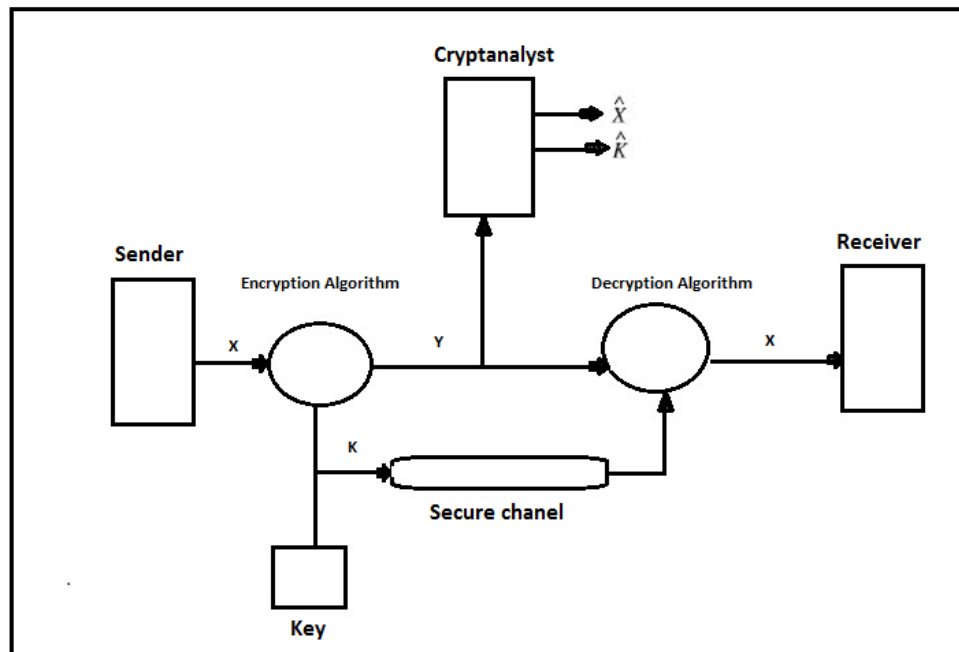 Cryptanalyst
X̂
K̂
Sender
Receiver
Encryption Algorithm
Decryption Algorithm
X
Y
X
K
Secure chanel
Key